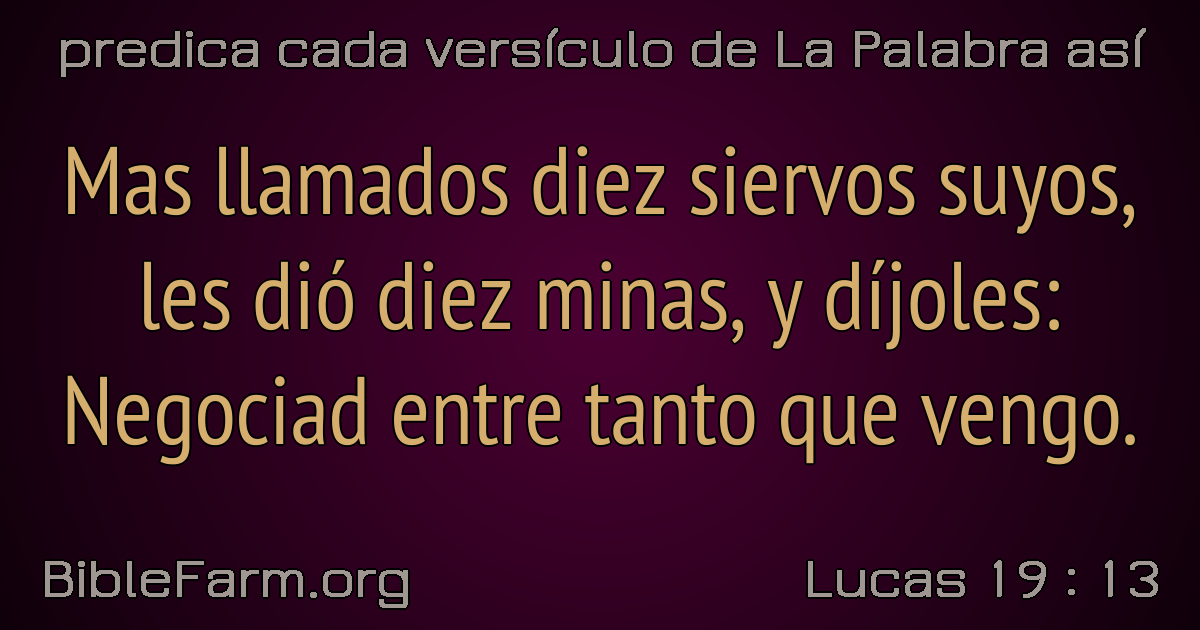 predica cada versículo de La Palabra así
Mas llamados diez siervos suyos,
les dió diez minas, y díjoles:
Negociad entre tanto que vengo.
BibleFarm.org
Lucas 19 : 13